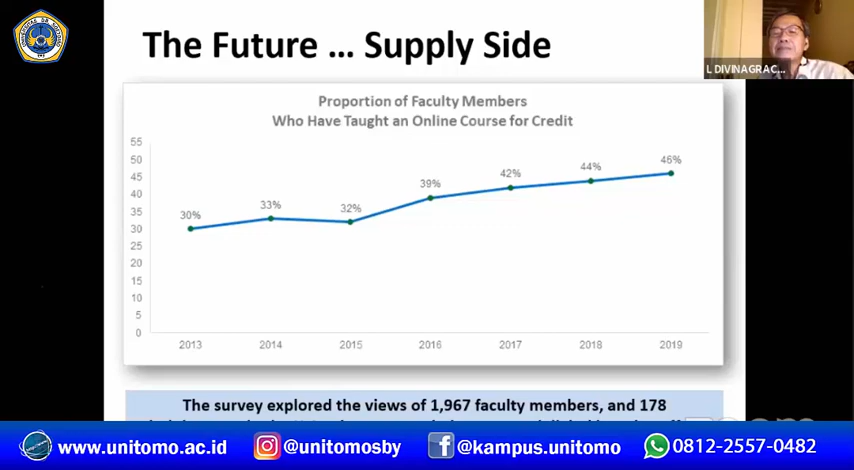 The Future ... Supply Side
L DIVINAGRAC...
Proportion of Faculty Members
Who Have Taught an Online Course for Credit
55
50
45
40
35
30
25
20
15
10
5
0
30%
33%
32%
39%
42%
44%
46%
2013 2014 2015 2016 2017 2018 2019
The survey explored the views of 1,967 faculty members, and 178
www.unitomo.ac.id @unitomosby @kampus.unitomo 0812-2557-0482